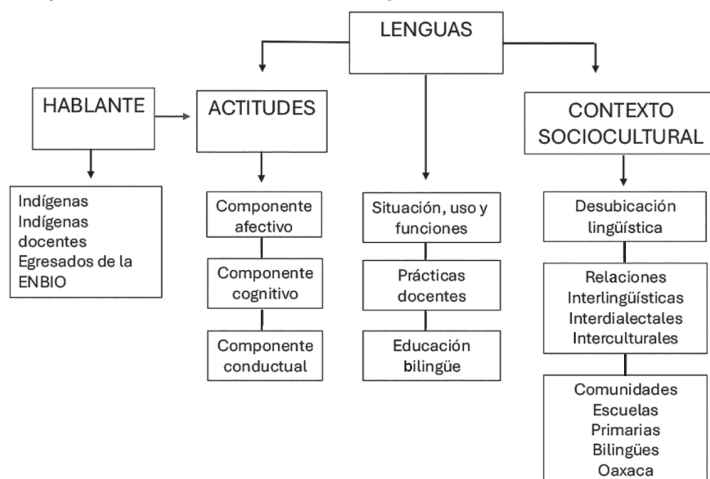 LENGUAS
HABLANTE
ACTITUDES
CONTEXTO
SOCIOCULTURAL
Indígenas
Indígenas
docentes
Egresados de la
ENBIO
Componente
afectivo
Componente
cognitivo
Componente
conductual
Situación, uso y
funciones
Prácticas
docentes
Educación
bilingüe
Desubicación
lingüística
Relaciones
Interlingüísticas
Interdialectales
Interculturales
Comunidades
Escuelas
Primarias
Bilingües
Oaxaca